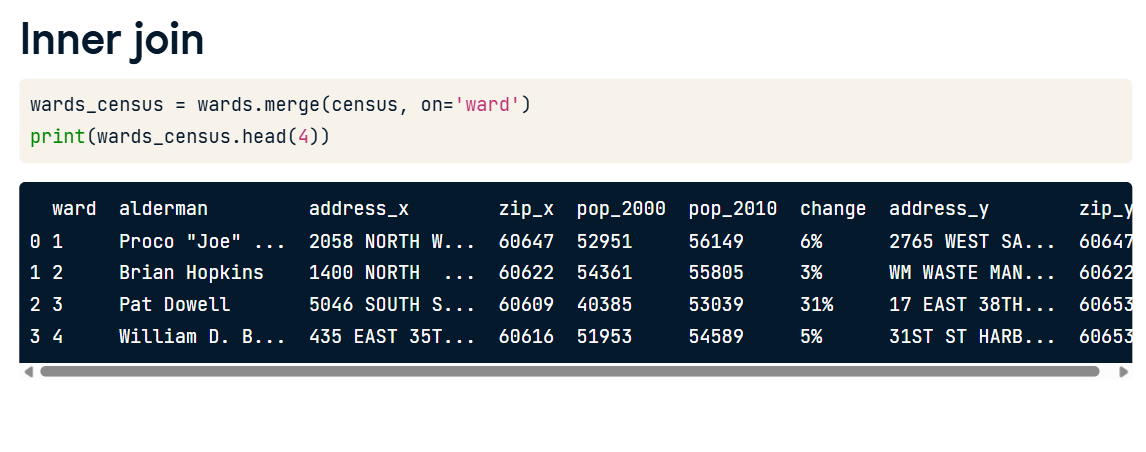 Inner join
wards_census = wards.merge(census, on='ward')
print(wards_census.head(4))
ward alderman address_x zip_x pop_2000 pop_2010 change address_y zip_y
0 1 Proco "Joe" ... 2058 NORTH W... 60647 52951 56149 6% 2765 WEST SA... 60647
1 2 Brian Hopkins 1400 NORTH ... 60622 54361 55805 3% WM WASTE MAN... 60622
2 3 Pat Dowell 5046 SOUTH S... 60609 40385 53039 31% 17 EAST 38TH... 60653
3 4 William D. B... 435 EAST 35T... 60616 51953 54589 5% 31ST ST HARB... 60653